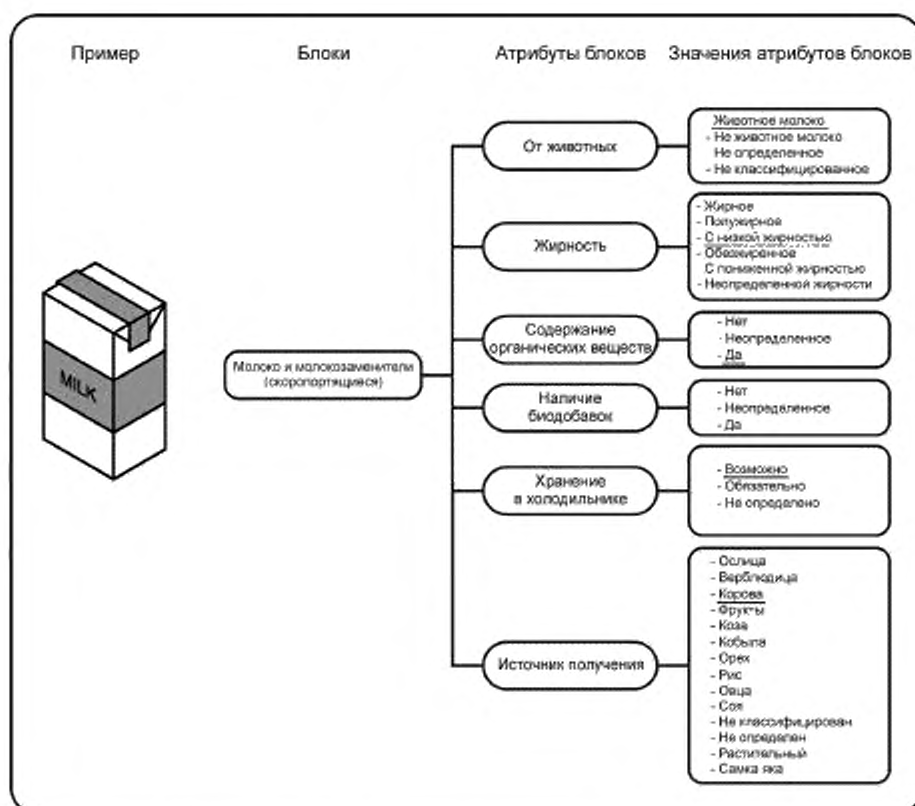 Пример
Блоки
Атрибуты блоков
Значения атрибутов блоков
MILK
Молоко и молокозаменители
(скоропортящиеся)
От животных
Животное молоко
- Не животное молоко
Не определенное
- Не классифицированное
Жирность
- Жирное
- Полужирное
- С низкой жирностью
- Обезжиренное
С пониженной жирностью
- Неопределенной жирности
Содержание
органических веществ
- Нет
- Неопределенное
- Да
Наличие
биодобавок
- Нет
- Неопределенное
- Да
Хранение
в холодильнике
- Возможно
- Обязательно
- Не определено
Источник получения
- Ослица
- Верблюдица
- Корова
- Фрукты
- Коза
- Кобыла
- Орех
- Рис
- Овца
- Соя
- Не классифицирован
- Не определен
- Растительный
- Самка яка